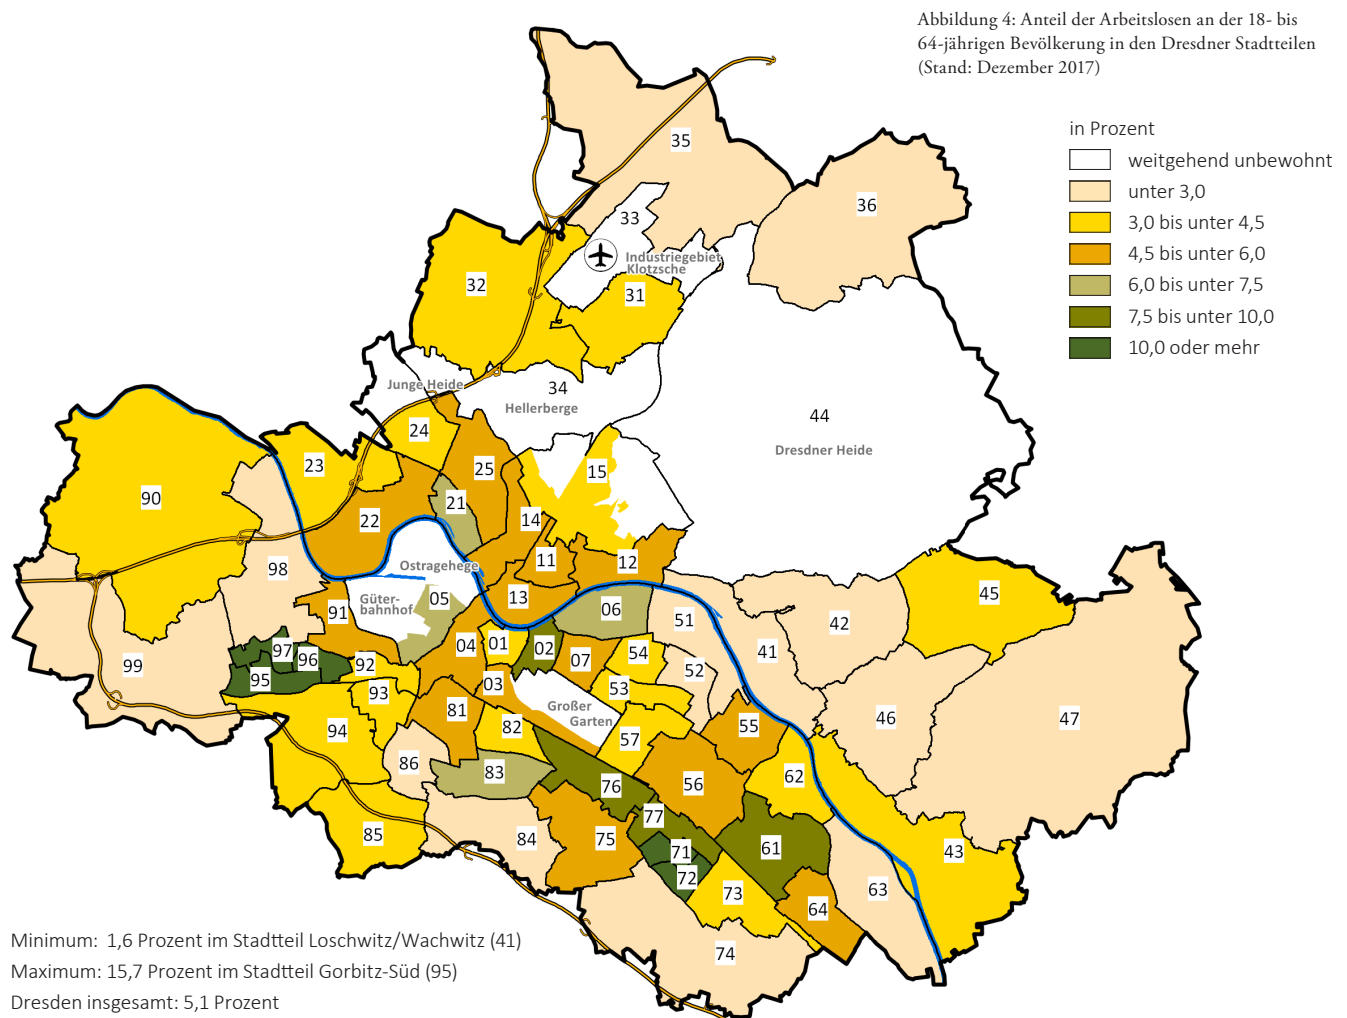 Abbildung 4: Anteil der Arbeitslosen an der 18- bis
64-jährigen Bevölkerung in den Dresdner Stadtteilen
(Stand: Dezember 2017)
in Prozent
weitgehend unbewohnt
unter 3,0
3,0 bis unter 4,5
4,5 bis unter 6,0
6,0 bis unter 7,5
7,5 bis unter 10,0
10,0 oder mehr
35
36
33
Industriegebiet
Klotzsche
32
31
Junge Heide
34
Hellerberge
44
Dresdner Heide
24
23
25
15
90
21
22
14
11
12
Ostragehege
98
45
Güter-
bahnhof
05
13
06
91
51
42
41
04
01
02
54
07
97
96
92
99
95
03
53
52
93
Großer
Garten
81
82
94
57
55
46
47
86
83
76
56
62
85
84
75
77
71
61
43
72
73
63
64
74
Minimum: 1,6 Prozent im Stadtteil Loschwitz/Wachwitz (41)
Maximum: 15,7 Prozent im Stadtteil Gorbitz-Süd (95)
Dresden insgesamt: 5,1 Prozent